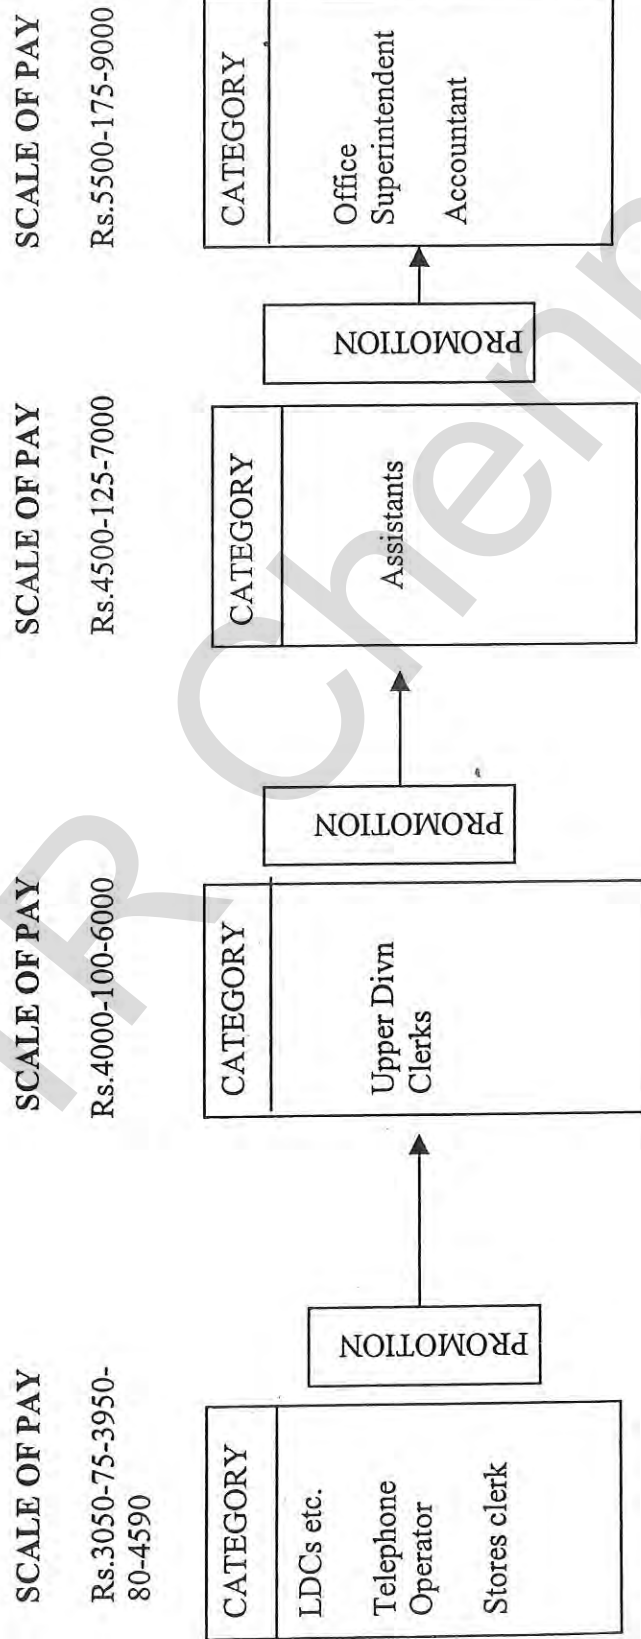 SCALE OF PAY
Rs.3050-75-3950-
80-4590
CATEGORY
LDCs etc.
Telephone
Operator
Stores clerk
PROMOTION
SCALE OF PAY
Rs.4000-100-6000
CATEGORY
Upper Divn
Clerks
PROMOTION
SCALE OF PAY
Rs.4500-125-7000
CATEGORY
Assistants
PROMOTION
SCALE OF PAY
Rs.5500-175-9000
CATEGORY
Office
Superintendent
Accountant